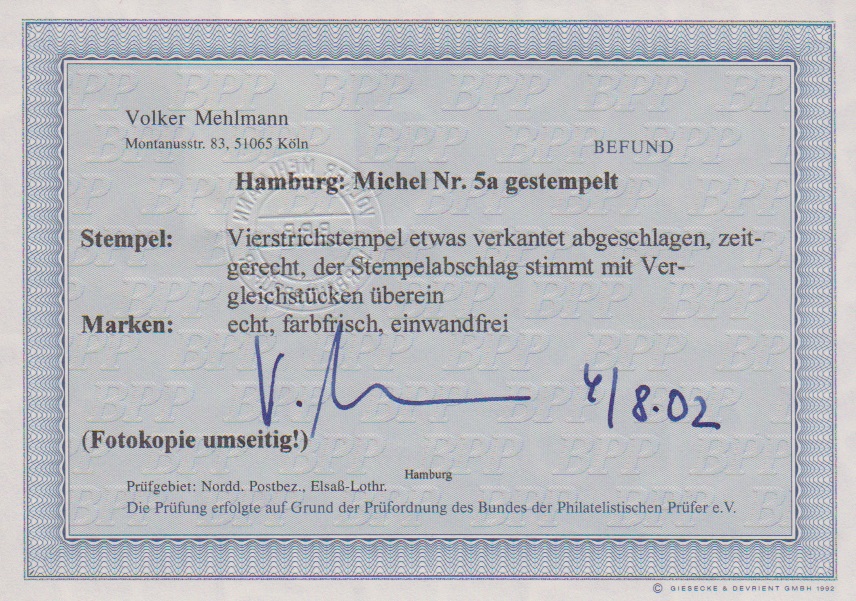 Volker Mehlmann
Montanusstr. 83, 51065 Köln
BEFUND
Hamburg: Michel Nr. 5a gestempelt
Stempel: Vierstrichstempel etwas verkantet abgeschlagen, zeit-
gerecht, der Stempelabschlag stimmt mit Ver-
gleichstücken überein
Marken: echt, farbfrisch, einwandfrei
4/8.02
(Fotokopie umseitig!)
Hamburg
Prüfgebiet: Nordd. Postbez., Elsaß-Lothr.
Die Prüfung erfolgte auf Grund der Prüfordnung des Bundes der Philatelistischen Prüfer e.V.
© GIESECKE & DEVRIENT GMBH 1992